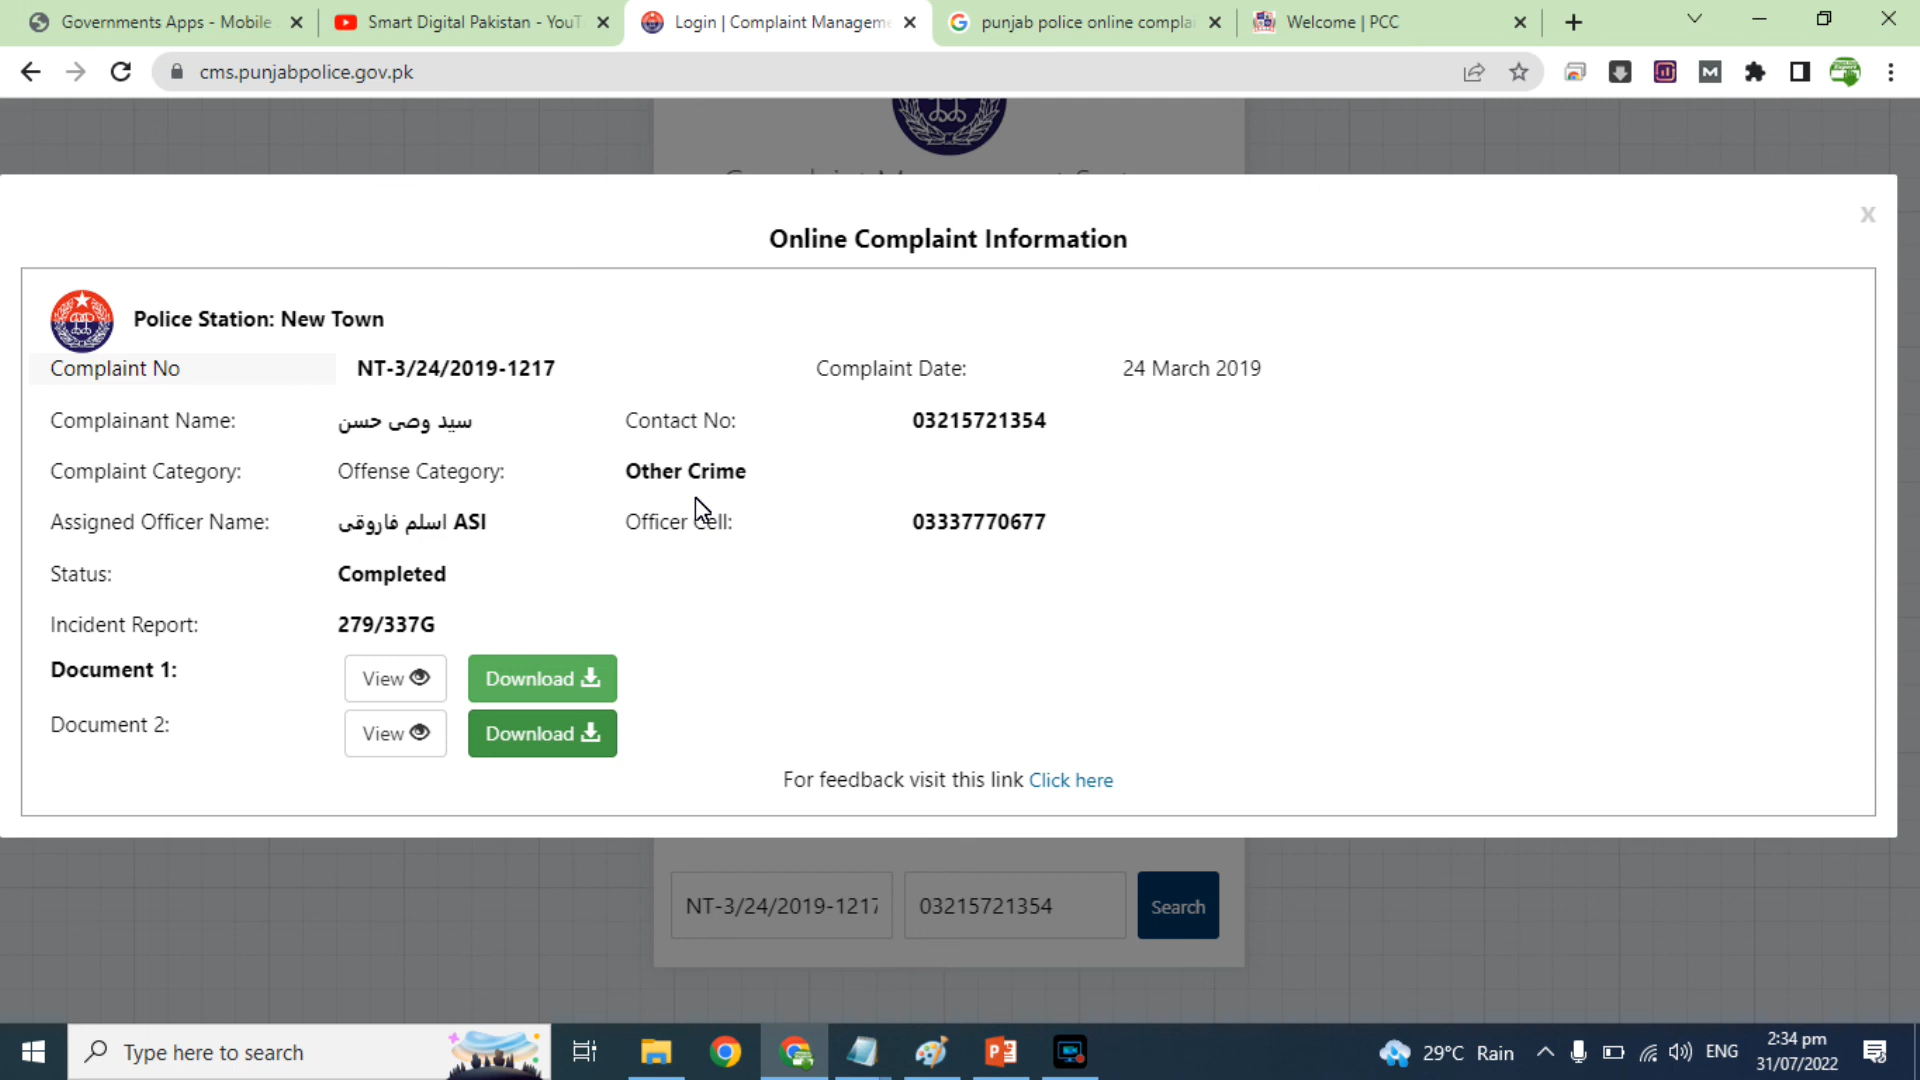 Governments Apps - Mobile
Smart Digital Pakistan - YouT
Login | Complaint Manageme
punjab police online complai
Welcome | PCC
cms.punjabpolice.gov.pk
Online Complaint Information
x
Police Station: New Town
Complaint No NT-3/24/2019-1217 Complaint Date: 24 March 2019
Complainant Name: سید وصی حسن Contact No: 03215721354
Complaint Category: Offense Category: Other Crime
Assigned Officer Name: اسلم فاروقی ASI Officer Cell: 03337770677
Status: Completed
Incident Report: 279/337G
Document 1: View Download
Document 2: View Download
For feedback visit this link Click here
NT-3/24/2019-1217 03215721354 Search
Type here to search
29°C Rain
ENG
2:34 pm
31/07/2022